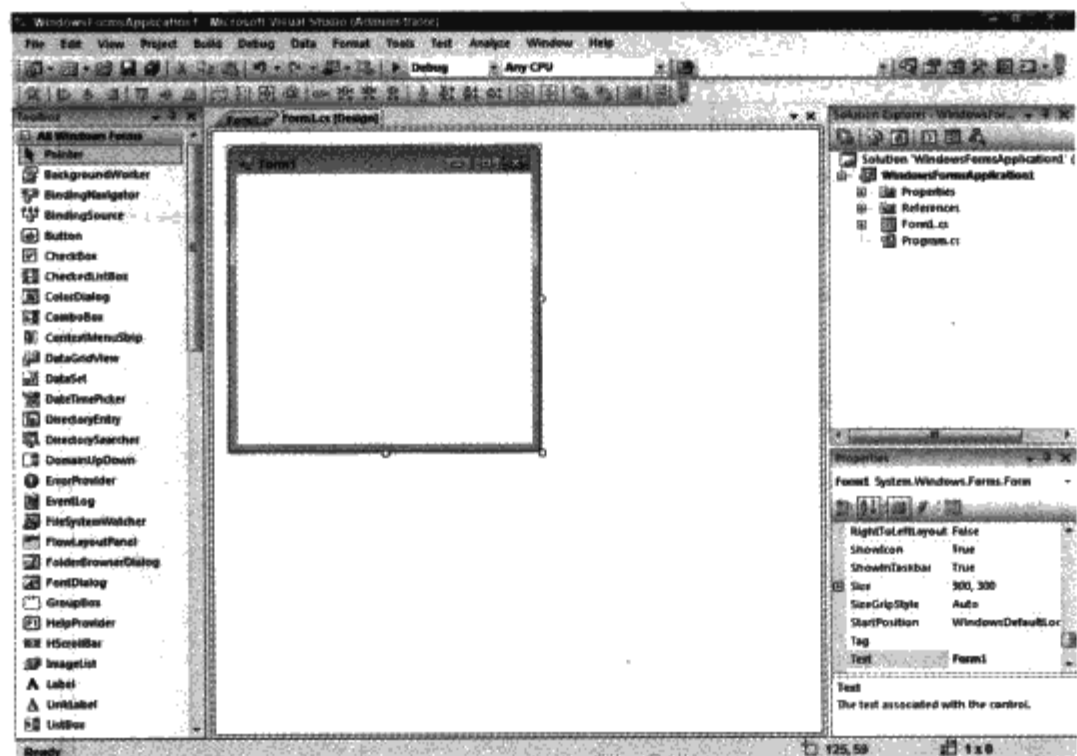 WindowsFormsApplication1 - Microsoft Visual Studio (Administrator)
File Edit View Project Build Debug Data Format Tools Test Analyze Window Help
Debug Any CPU
Toolbox
All Windows Forms
Pointer
BackgroundWorker
BindingNavigator
BindingSource
Button
CheckBox
CheckedListBox
ColorDialog
ComboBox
ContextMenuStrip
DataGridView
DataSet
DateTimePicker
DirectoryEntry
DirectorySearcher
DomainUpDown
ErrorProvider
EventLog
FileSystemWatcher
FlowLayoutPanel
FolderBrowserDialog
FontDialog
GroupBox
HelpProvider
HScrollBar
ImageList
Label
LinkLabel
ListBox
Form1.cs [Design]
Form1
Solution Explorer - WindowsFor...
Solution 'WindowsFormsApplication1' (
WindowsFormsApplication1
Properties
References
Form1.cs
Program.cs
Properties
Form1 System.Windows.Forms.Form
RightToLeftLayout False
ShowIcon True
ShowInTaskbar True
Size 300, 300
SizeGripStyle Auto
StartPosition WindowsDefaultLoc
Tag
Text Form1
Text
The text associated with the control.
Ready 125, 59 1 x 0